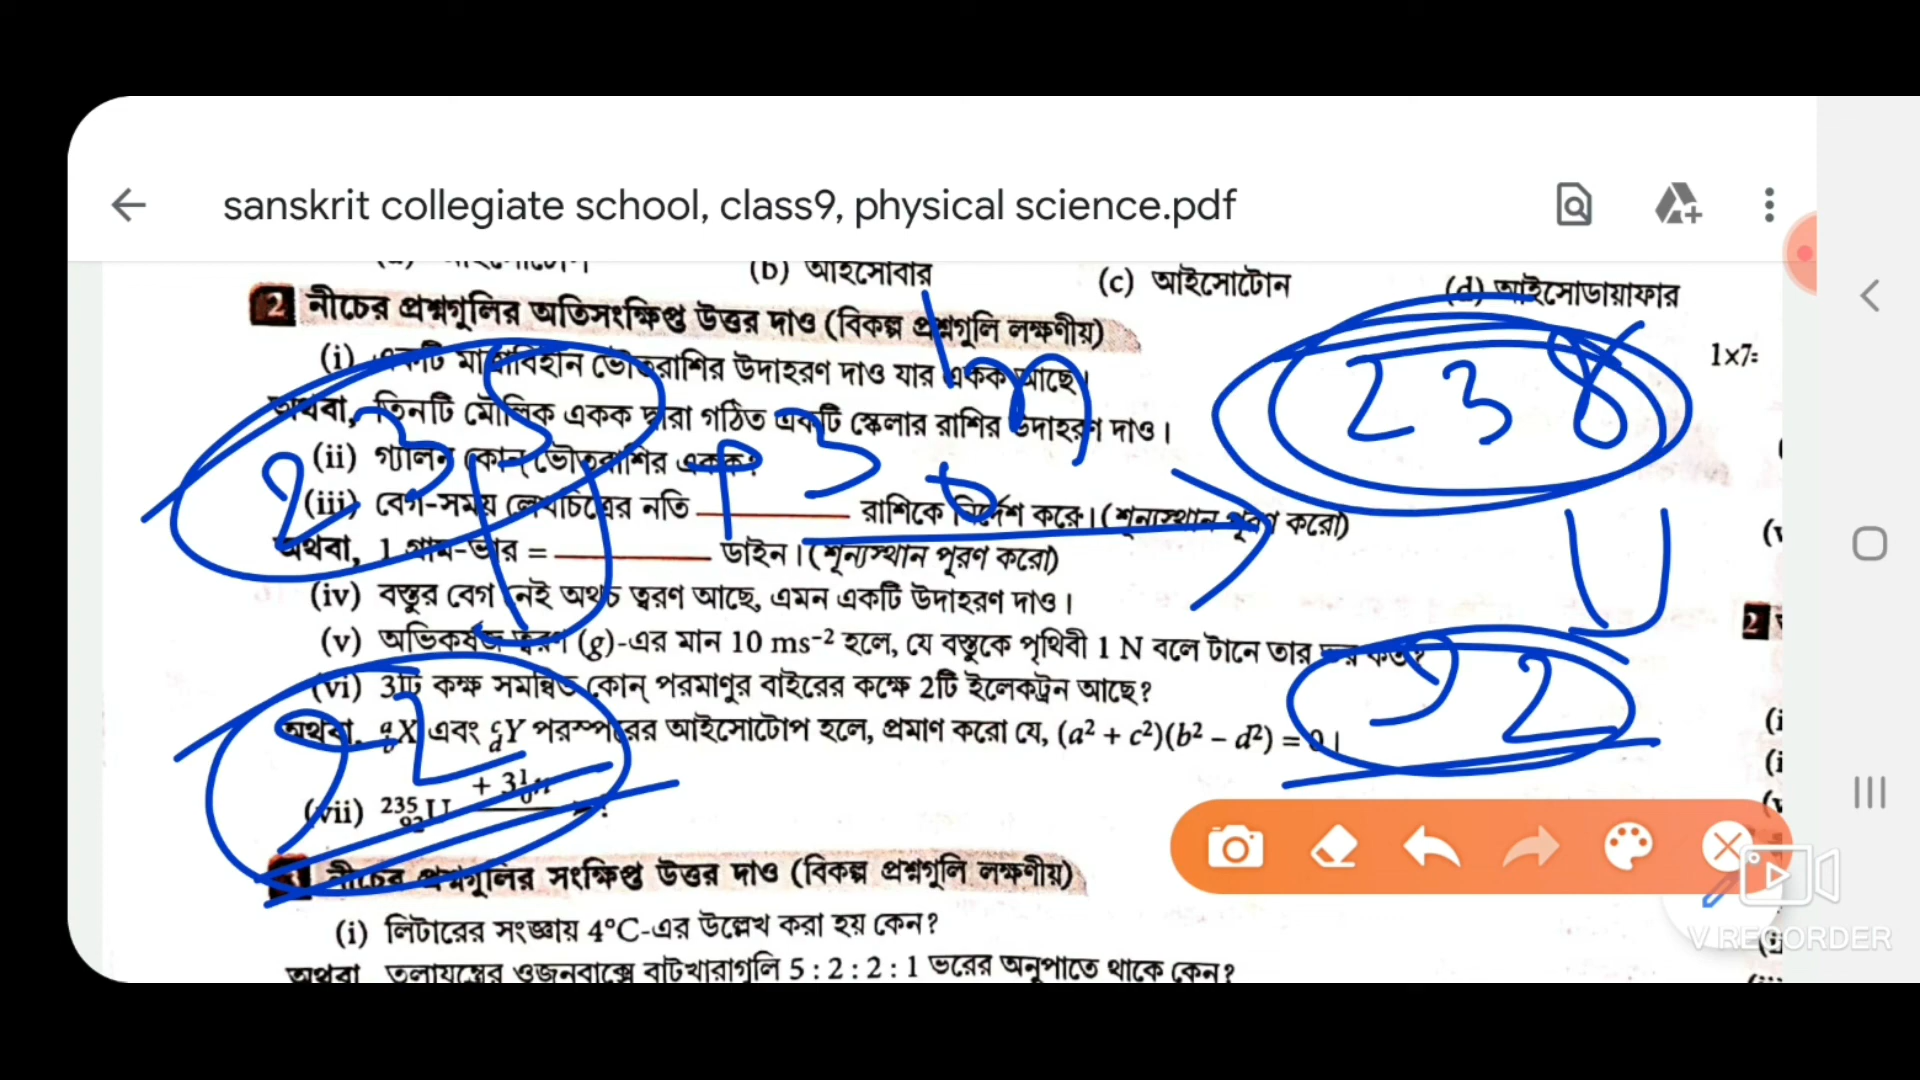 sanskrit collegiate school, class9, physical science.pdf
(b) আইসোবার (c) আইসোটোন (d) আইসোডায়াফার
2 নীচের প্রশ্নগুলির অতিসংক্ষিপ্ত উত্তর দাও (বিকল্প প্রশ্নগুলি লক্ষণীয়) 1×7=
(i) একটি মাত্রাবিহীন ভৌতরাশির উদাহরণ দাও যার একক আছে।
অথবা, তিনটি মৌলিক একক দ্বারা গঠিত একটি স্কেলার রাশির উদাহরণ দাও।
(ii) গ্যালন কোন্ ভৌতরাশির একক?
(iii) বেগ-সময় লেখচিত্রের নতি ________ রাশিকে নির্দেশ করে। (শূন্যস্থান পূরণ করো)
অথবা, 1 গ্রাম-ভার = ________ ডাইন। (শূন্যস্থান পূরণ করো)
(iv) বস্তুর বেগ নেই অথচ ত্বরণ আছে, এমন একটি উদাহরণ দাও।
(v) অভিকর্ষজ ত্বরণ (g)-এর মান 10 ms⁻² হলে, যে বস্তুকে পৃথিবী 1 N বলে টানে তার ভর কত?
(vi) 3টি কক্ষ সমন্বিত কোন্ পরমাণুর বাইরের কক্ষে 2টি ইলেকট্রন আছে?
অথবা, ᵃ_bX এবং ᶜ_dY পরস্পরের আইসোটোপ হলে, প্রমাণ করো যে, (a² + c²)(b² – d²) = 0।
(vii) ²³⁵₉₂U + 3¹₀n ?
3 নীচের প্রশ্নগুলির সংক্ষিপ্ত উত্তর দাও (বিকল্প প্রশ্নগুলি লক্ষণীয়)
(i) লিটারের সংজ্ঞায় 4°C-এর উল্লেখ করা হয় কেন?
অথবা তুলাযন্ত্রের ওজনবাক্সে বাটখারাগুলি 5 : 2 : 2 : 1 ভরের অনুপাতে থাকে কেন?
238
U
92
V RECORDER